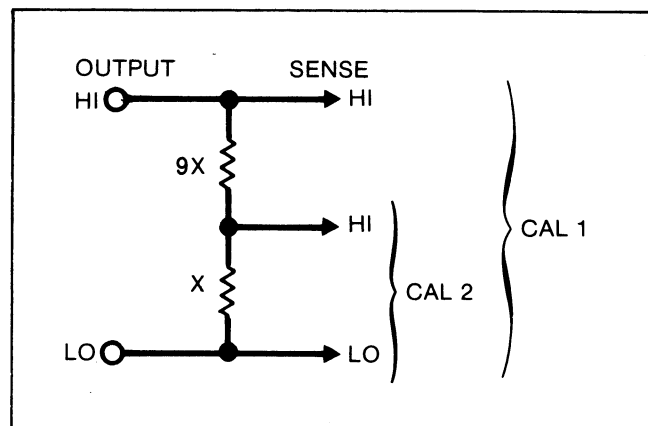 OUTPUT SENSE
HI HI
9X
HI
CAL 1
X
CAL 2
LO LO